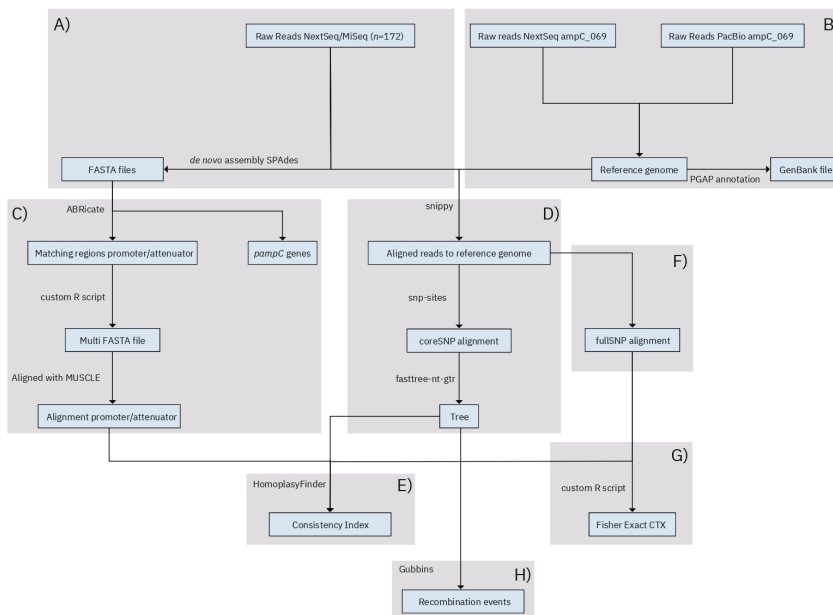 A)
Raw Reads NextSeq/MiSeq (n=172)
Raw reads NextSeq ampC_069
Raw Reads PacBio ampC_069
B)
de novo assembly SPAdes
FASTA files
Reference genome
PGAP annotation
GenBank file
C)
ABRicate
snippy
D)
Matching regions promoter/attenuator
pampC genes
Aligned reads to reference genome
F)
custom R script
snp-sites
Multi FASTA file
coreSNP alignment
fullSNP alignment
Aligned with MUSCLE
fasttree-nt-gtr
Alignment promoter/attenuator
Tree
G)
HomoplasyFinder
E)
custom R script
Consistency Index
Fisher Exact CTX
Gubbins
H)
Recombination events